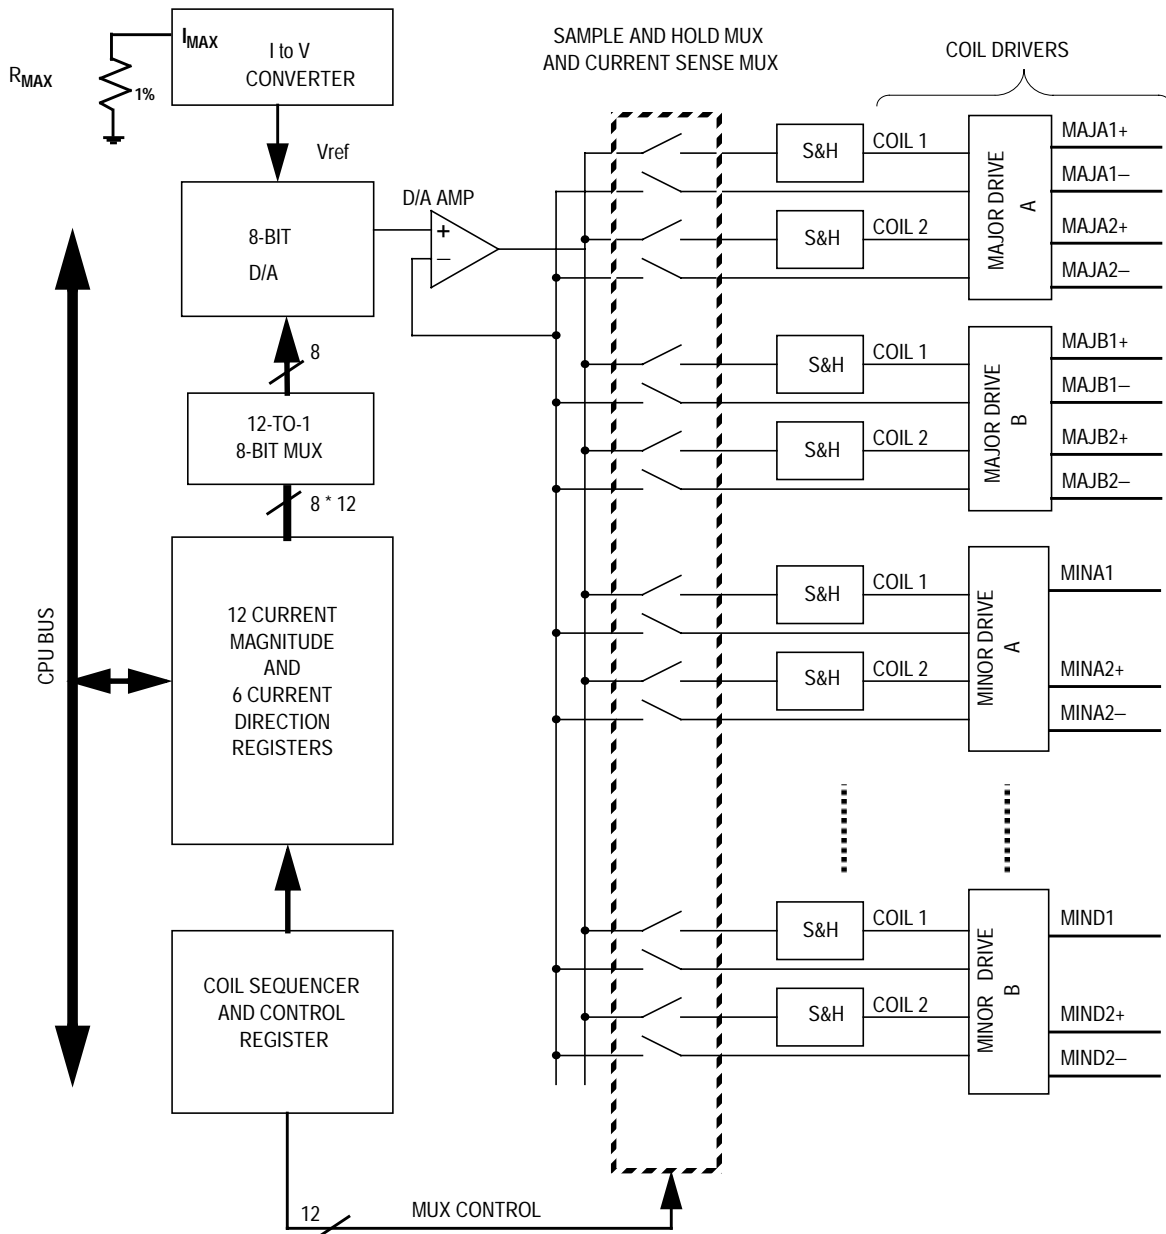 I_MAX
I to V
CONVERTER
R_MAX
1%
Vref
8-BIT
D/A
D/A AMP
+
–
8
12-TO-1
8-BIT MUX
8 * 12
12 CURRENT
MAGNITUDE
AND
6 CURRENT
DIRECTION
REGISTERS
CPU BUS
COIL SEQUENCER
AND CONTROL
REGISTER
12
MUX CONTROL
SAMPLE AND HOLD MUX
AND CURRENT SENSE MUX
COIL DRIVERS
S&H
COIL 1
S&H
COIL 2
MAJOR DRIVE
A
MAJA1+
MAJA1–
MAJA2+
MAJA2–
S&H
COIL 1
S&H
COIL 2
MAJOR DRIVE
B
MAJB1+
MAJB1–
MAJB2+
MAJB2–
S&H
COIL 1
S&H
COIL 2
MINOR DRIVE
A
MINA1
MINA2+
MINA2–
S&H
COIL 1
S&H
COIL 2
MINOR DRIVE
B
MIND1
MIND2+
MIND2–